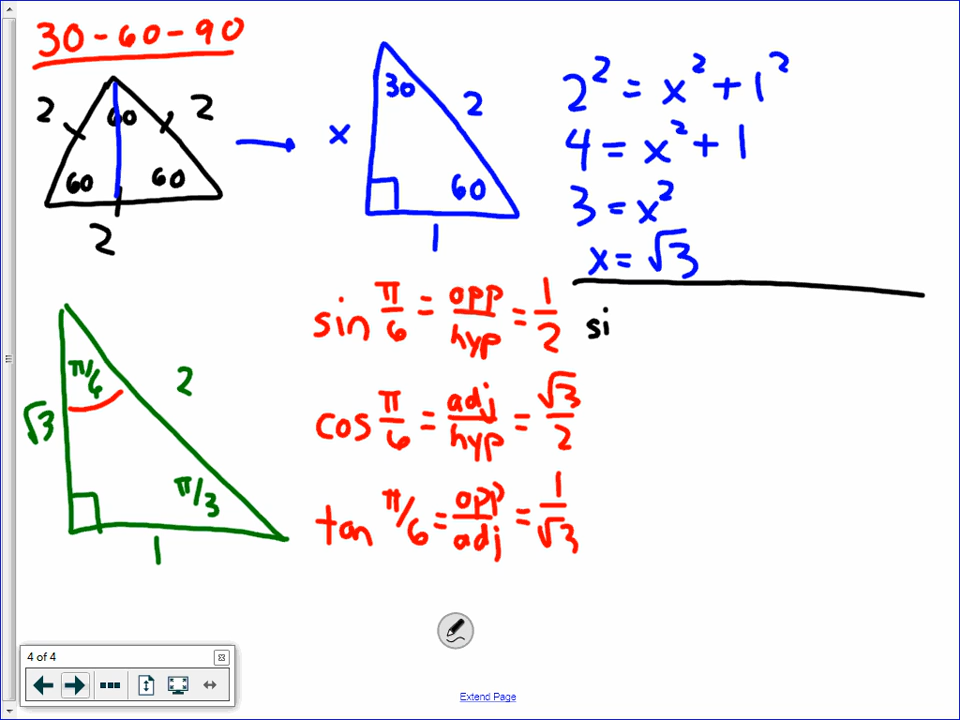 30 - 60 - 90
2
2
60
60
60
2
30
2
x
60
1
2² = x² + 1²
4 = x² + 1
3 = x²
x = √3
sin π/6 = opp/hyp = 1/2
si
π/6
2
√3
π/3
1
cos π/6 = adj/hyp = √3/2
tan π/6 = opp/adj = 1/√3
4 of 4
Extend Page